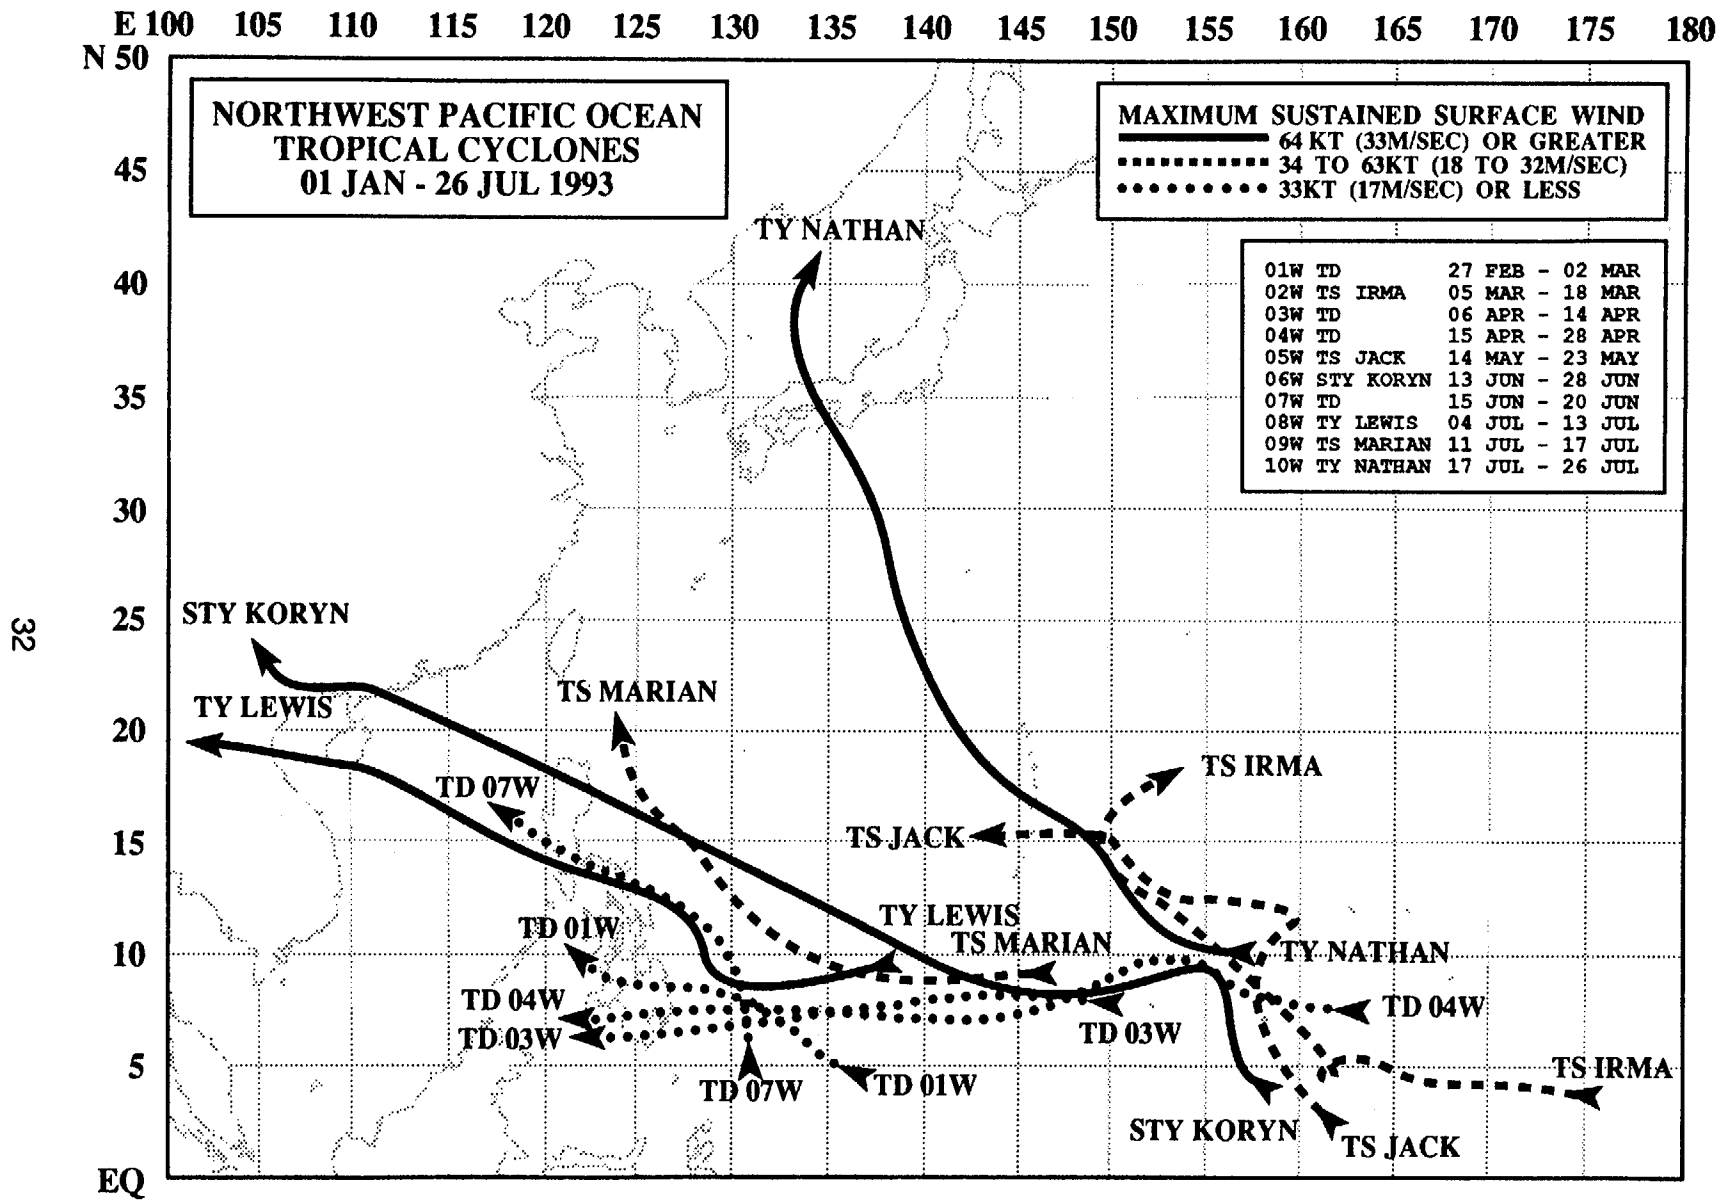 E 100 105 110 115 120 125 130 135 140 145 150 155 160 165 170 175 180
N 50
NORTHWEST PACIFIC OCEAN
TROPICAL CYCLONES
01 JAN - 26 JUL 1993
MAXIMUM SUSTAINED SURFACE WIND
64 KT (33M/SEC) OR GREATER
34 TO 63KT (18 TO 32M/SEC)
33KT (17M/SEC) OR LESS
45
TY NATHAN
01W TD 27 FEB - 02 MAR
02W TS IRMA 05 MAR - 18 MAR
03W TD 06 APR - 14 APR
04W TD 15 APR - 28 APR
05W TS JACK 14 MAY - 23 MAY
06W STY KORYN 13 JUN - 28 JUN
07W TD 15 JUN - 20 JUN
08W TY LEWIS 04 JUL - 13 JUL
09W TS MARIAN 11 JUL - 17 JUL
10W TY NATHAN 17 JUL - 26 JUL
40
35
30
25
32
STY KORYN
TY LEWIS
TS MARIAN
20
TS IRMA
TD 07W
15
TS JACK
TY LEWIS
TD 01W
TS MARIAN
10
TY NATHAN
TD 04W
TD 04W
TD 03W
TD 03W
5
TS IRMA
TD 07W
TD 01W
STY KORYN
TS JACK
EQ